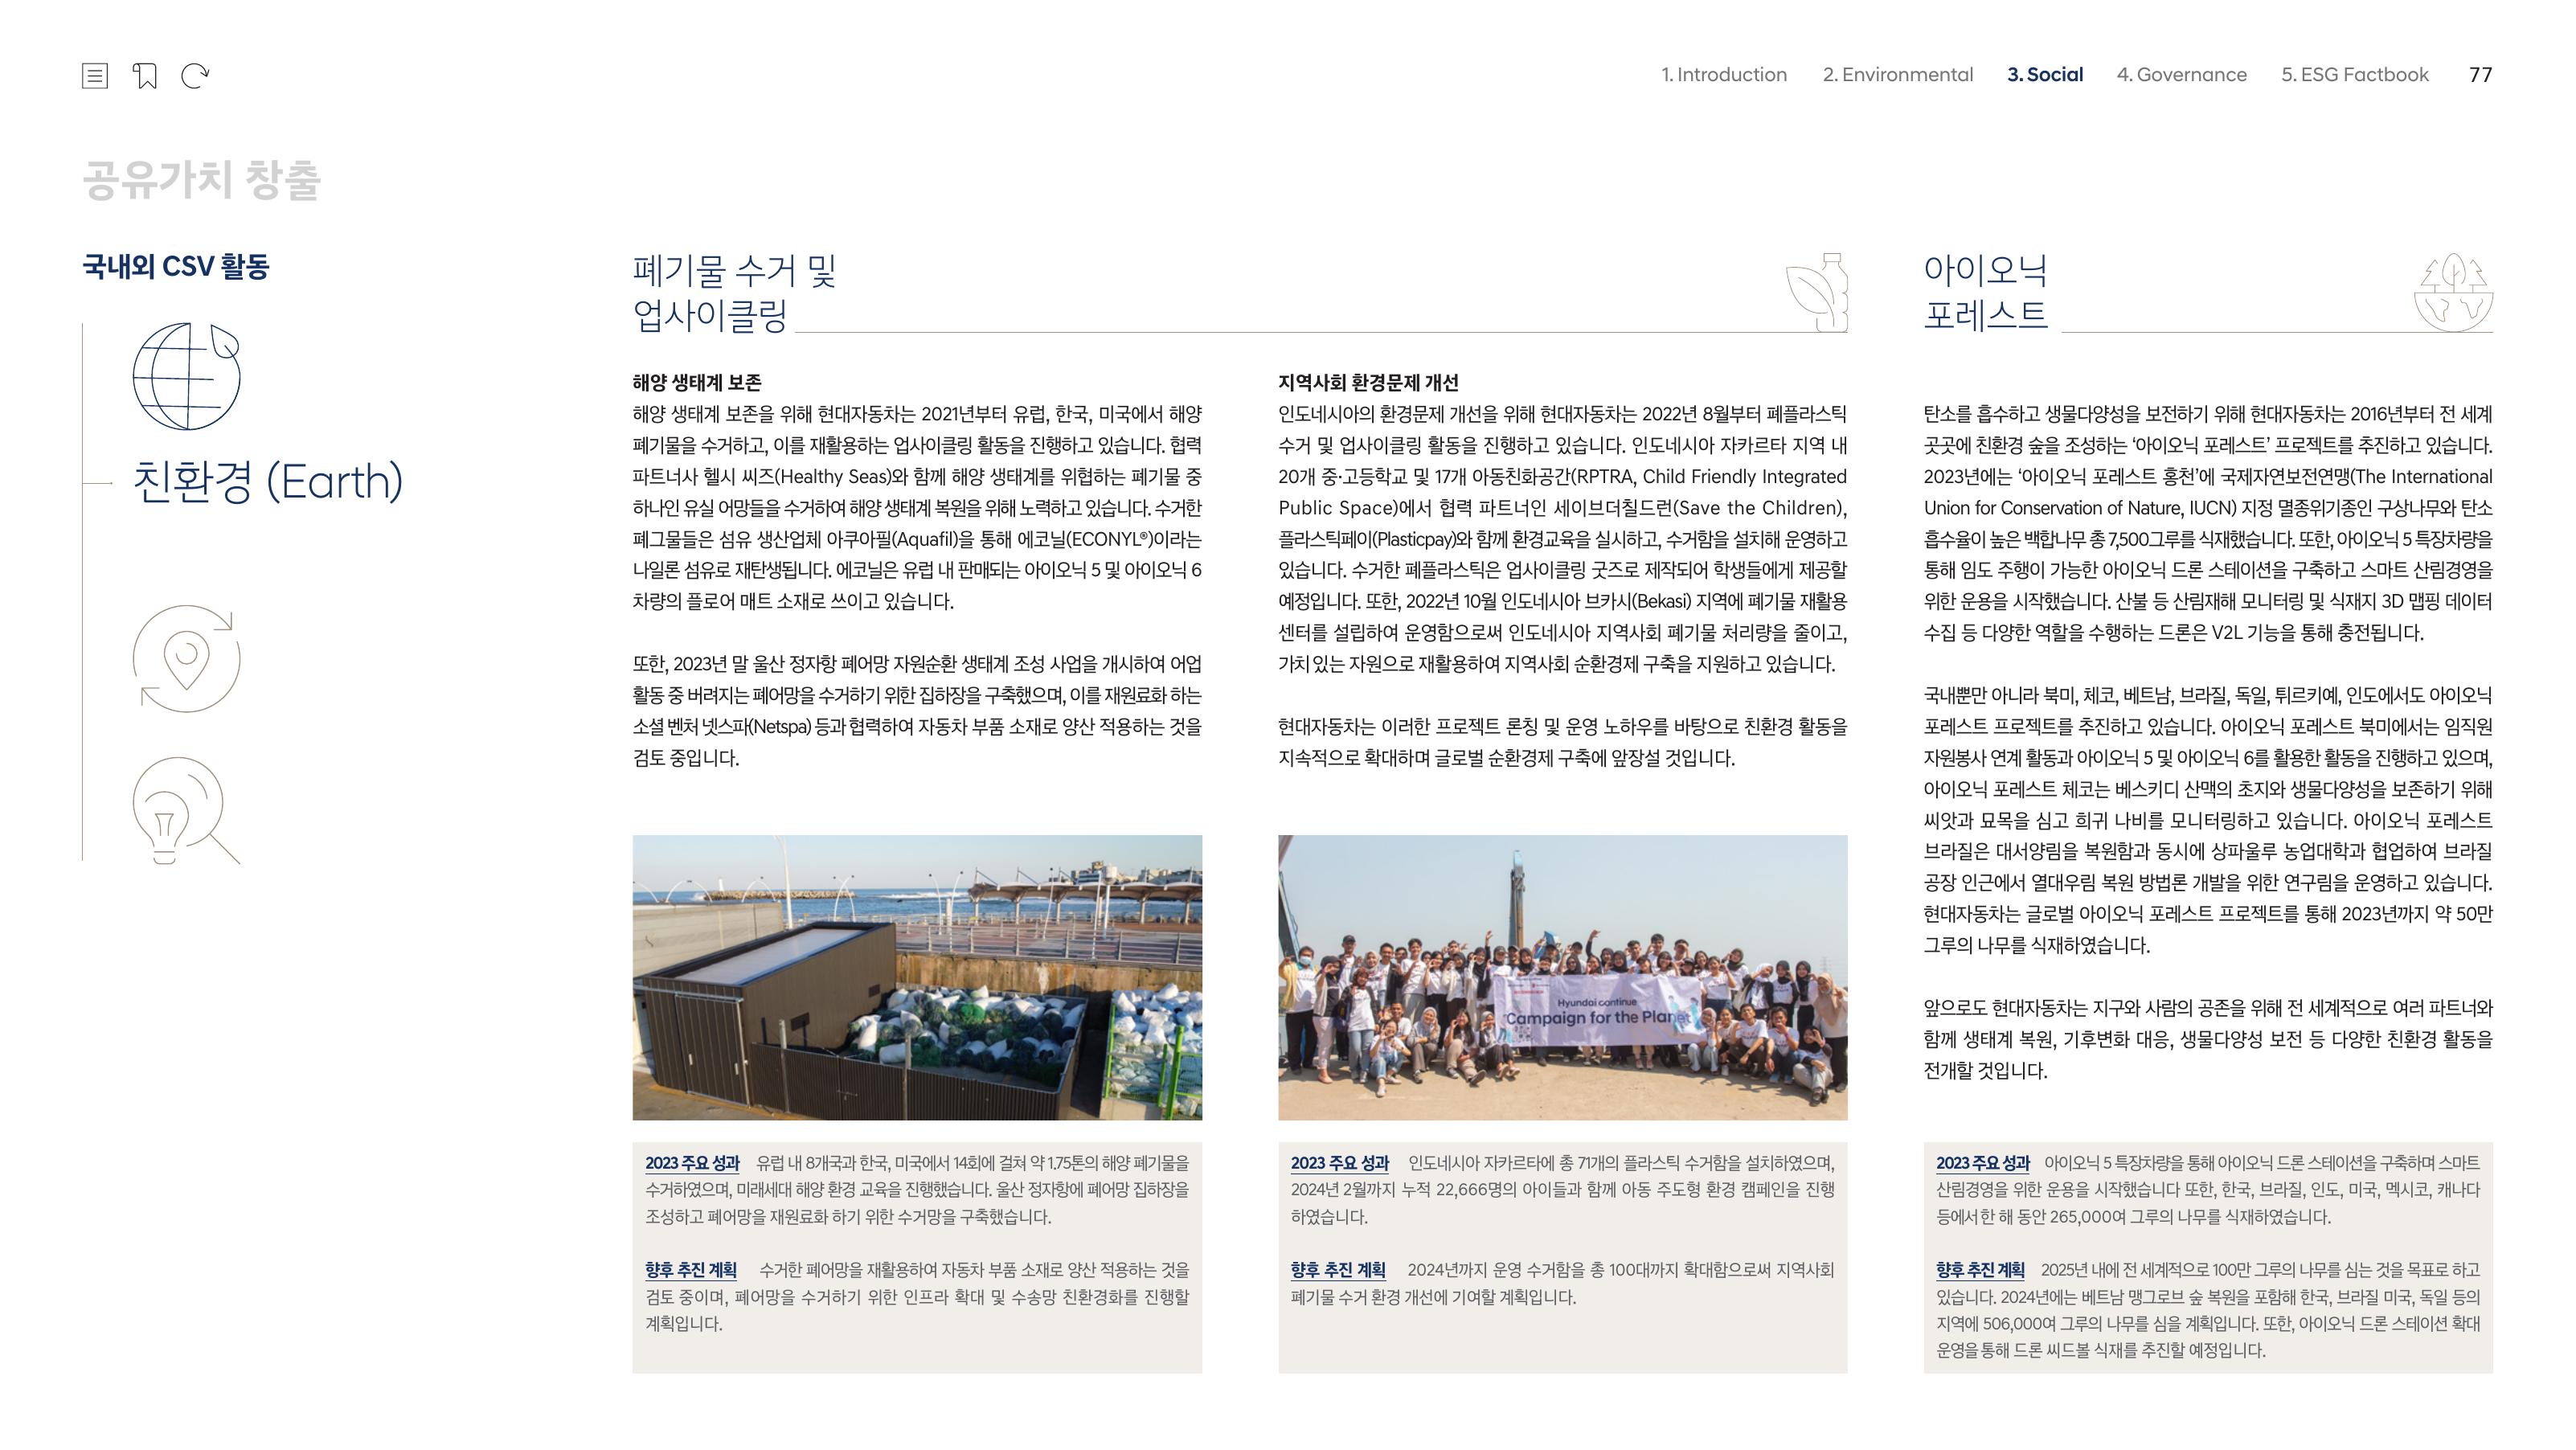 1. Introduction 2. Environmental 3. Social 4. Governance 5. ESG Factbook 77
공유가치 창출
국내외 CSV 활동
친환경 (Earth)
폐기물 수거 및
업사이클링
해양 생태계 보존
해양 생태계 보존을 위해 현대자동차는 2021년부터 유럽, 한국, 미국에서 해양
폐기물을 수거하고, 이를 재활용하는 업사이클링 활동을 진행하고 있습니다. 협력
파트너사 헬시 씨즈(Healthy Seas)와 함께 해양 생태계를 위협하는 폐기물 중
하나인 유실 어망들을 수거하여 해양 생태계 복원을 위해 노력하고 있습니다. 수거한
폐그물들은 섬유 생산업체 아쿠아필(Aquafil)을 통해 에코닐(ECONYL®)이라는
나일론 섬유로 재탄생됩니다. 에코닐은 유럽 내 판매되는 아이오닉 5 및 아이오닉 6
차량의 플로어 매트 소재로 쓰이고 있습니다.
또한, 2023년 말 울산 정자항 폐어망 자원순환 생태계 조성 사업을 개시하여 어업
활동 중 버려지는 폐어망을 수거하기 위한 집하장을 구축했으며, 이를 재원료화 하는
소셜 벤처 넷스파(Netspa) 등과 협력하여 자동차 부품 소재로 양산 적용하는 것을
검토 중입니다.
2023 주요 성과 유럽 내 8개국과 한국, 미국에서 14회에 걸쳐 약 1.75톤의 해양 폐기물을
수거하였으며, 미래세대 해양 환경 교육을 진행했습니다. 울산 정자항에 폐어망 집하장을
조성하고 폐어망을 재원료화 하기 위한 수거망을 구축했습니다.
향후 추진 계획 수거한 폐어망을 재활용하여 자동차 부품 소재로 양산 적용하는 것을
검토 중이며, 폐어망을 수거하기 위한 인프라 확대 및 수송망 친환경화를 진행할
계획입니다.
지역사회 환경문제 개선
인도네시아의 환경문제 개선을 위해 현대자동차는 2022년 8월부터 폐플라스틱
수거 및 업사이클링 활동을 진행하고 있습니다. 인도네시아 자카르타 지역 내
20개 중·고등학교 및 17개 아동친화공간(RPTRA, Child Friendly Integrated
Public Space)에서 협력 파트너인 세이브더칠드런(Save the Children),
플라스틱페이(Plasticpay)와 함께 환경교육을 실시하고, 수거함을 설치해 운영하고
있습니다. 수거한 폐플라스틱은 업사이클링 굿즈로 제작되어 학생들에게 제공할
예정입니다. 또한, 2022년 10월 인도네시아 브카시(Bekasi) 지역에 폐기물 재활용
센터를 설립하여 운영함으로써 인도네시아 지역사회 폐기물 처리량을 줄이고,
가치 있는 자원으로 재활용하여 지역사회 순환경제 구축을 지원하고 있습니다.
현대자동차는 이러한 프로젝트 론칭 및 운영 노하우를 바탕으로 친환경 활동을
지속적으로 확대하며 글로벌 순환경제 구축에 앞장설 것입니다.
Hyundai continue
Campaign for the Planet
2023 주요 성과 인도네시아 자카르타에 총 71개의 플라스틱 수거함을 설치하였으며,
2024년 2월까지 누적 22,666명의 아이들과 함께 아동 주도형 환경 캠페인을 진행
하였습니다.
향후 추진 계획 2024년까지 운영 수거함을 총 100대까지 확대함으로써 지역사회
폐기물 수거 환경 개선에 기여할 계획입니다.
아이오닉
포레스트
탄소를 흡수하고 생물다양성을 보전하기 위해 현대자동차는 2016년부터 전 세계
곳곳에 친환경 숲을 조성하는 ‘아이오닉 포레스트’ 프로젝트를 추진하고 있습니다.
2023년에는 ‘아이오닉 포레스트 홍천’에 국제자연보전연맹(The International
Union for Conservation of Nature, IUCN) 지정 멸종위기종인 구상나무와 탄소
흡수율이 높은 백합나무 총 7,500그루를 식재했습니다. 또한, 아이오닉 5 특장차량을
통해 임도 주행이 가능한 아이오닉 드론 스테이션을 구축하고 스마트 산림경영을
위한 운용을 시작했습니다. 산불 등 산림재해 모니터링 및 식재지 3D 맵핑 데이터
수집 등 다양한 역할을 수행하는 드론은 V2L 기능을 통해 충전됩니다.
국내뿐만 아니라 북미, 체코, 베트남, 브라질, 독일, 튀르키예, 인도에서도 아이오닉
포레스트 프로젝트를 추진하고 있습니다. 아이오닉 포레스트 북미에서는 임직원
자원봉사 연계 활동과 아이오닉 5 및 아이오닉 6를 활용한 활동을 진행하고 있으며,
아이오닉 포레스트 체코는 베스키디 산맥의 초지와 생물다양성을 보존하기 위해
씨앗과 묘목을 심고 희귀 나비를 모니터링하고 있습니다. 아이오닉 포레스트
브라질은 대서양림을 복원함과 동시에 상파울루 농업대학과 협업하여 브라질
공장 인근에서 열대우림 복원 방법론 개발을 위한 연구림을 운영하고 있습니다.
현대자동차는 글로벌 아이오닉 포레스트 프로젝트를 통해 2023년까지 약 50만
그루의 나무를 식재하였습니다.
앞으로도 현대자동차는 지구와 사람의 공존을 위해 전 세계적으로 여러 파트너와
함께 생태계 복원, 기후변화 대응, 생물다양성 보전 등 다양한 친환경 활동을
전개할 것입니다.
2023 주요 성과 아이오닉 5 특장차량을 통해 아이오닉 드론 스테이션을 구축하며 스마트
산림경영을 위한 운용을 시작했습니다 또한, 한국, 브라질, 인도, 미국, 멕시코, 캐나다
등에서 한 해 동안 265,000여 그루의 나무를 식재하였습니다.
향후 추진 계획 2025년 내에 전 세계적으로 100만 그루의 나무를 심는 것을 목표로 하고
있습니다. 2024년에는 베트남 맹그로브 숲 복원을 포함해 한국, 브라질 미국, 독일 등의
지역에 506,000여 그루의 나무를 심을 계획입니다. 또한, 아이오닉 드론 스테이션 확대
운영을 통해 드론 씨드볼 식재를 추진할 예정입니다.